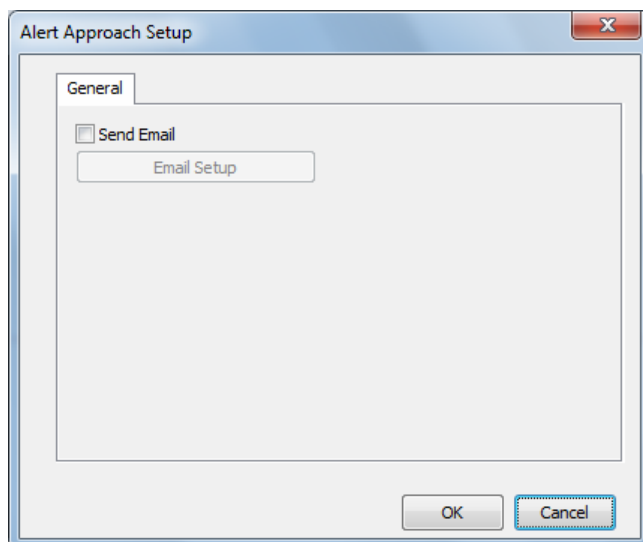 Alert Approach Setup
General
Send Email
Email Setup
OK Cancel